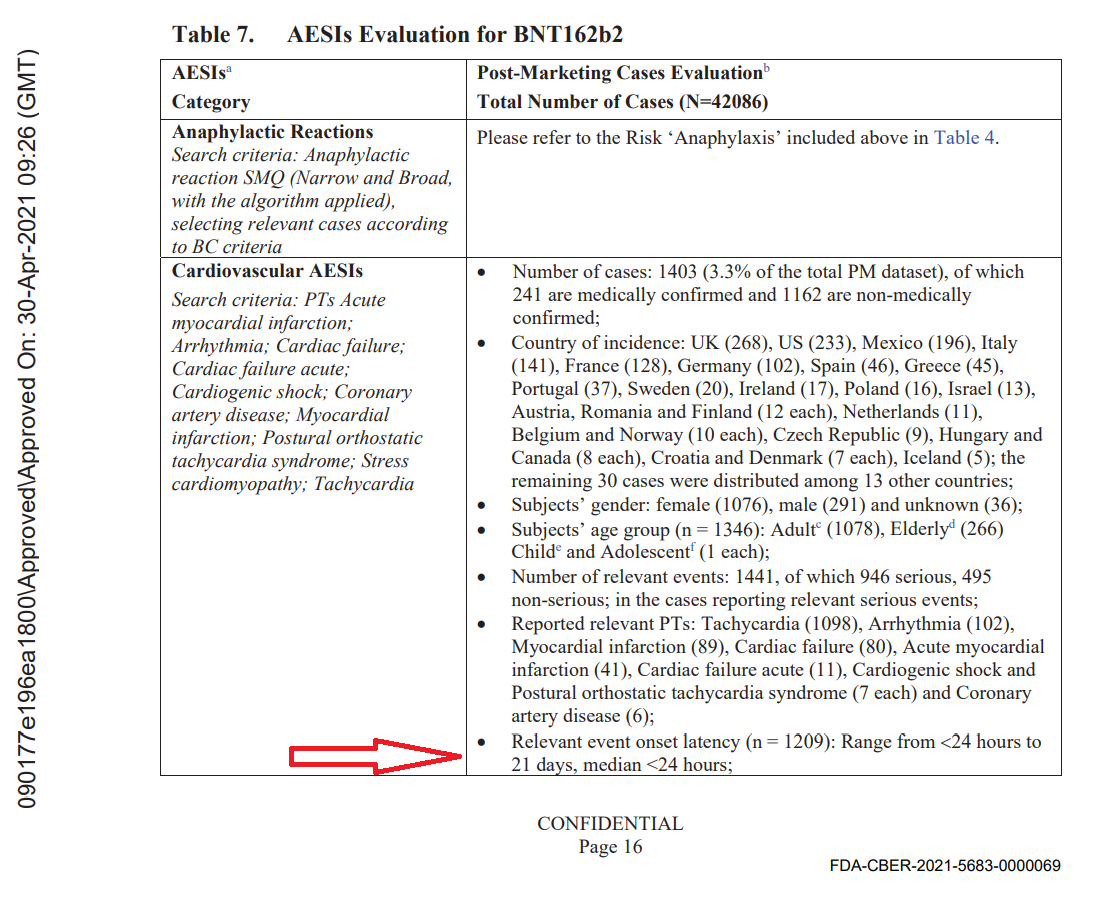 090177e196ea1800\Approved\Approved On: 30-Apr-2021 09:26 (GMT)
Table 7. AESIs Evaluation for BNT162b2
AESIsa
Category
Post-Marketing Cases Evaluationb
Total Number of Cases (N=42086)
Anaphylactic Reactions
Search criteria: Anaphylactic
reaction SMQ (Narrow and Broad,
with the algorithm applied),
selecting relevant cases according
to BC criteria
Please refer to the Risk ‘Anaphylaxis’ included above in Table 4.
Cardiovascular AESIs
Search criteria: PTs Acute
myocardial infarction;
Arrhythmia; Cardiac failure;
Cardiac failure acute;
Cardiogenic shock; Coronary
artery disease; Myocardial
infarction; Postural orthostatic
tachycardia syndrome; Stress
cardiomyopathy; Tachycardia
• Number of cases: 1403 (3.3% of the total PM dataset), of which
241 are medically confirmed and 1162 are non-medically
confirmed;
• Country of incidence: UK (268), US (233), Mexico (196), Italy
(141), France (128), Germany (102), Spain (46), Greece (45),
Portugal (37), Sweden (20), Ireland (17), Poland (16), Israel (13),
Austria, Romania and Finland (12 each), Netherlands (11),
Belgium and Norway (10 each), Czech Republic (9), Hungary and
Canada (8 each), Croatia and Denmark (7 each), Iceland (5); the
remaining 30 cases were distributed among 13 other countries;
• Subjects’ gender: female (1076), male (291) and unknown (36);
• Subjects’ age group (n = 1346): Adultc (1078), Elderlyd (266)
Childe and Adolescentf (1 each);
• Number of relevant events: 1441, of which 946 serious, 495
non-serious; in the cases reporting relevant serious events;
• Reported relevant PTs: Tachycardia (1098), Arrhythmia (102),
Myocardial infarction (89), Cardiac failure (80), Acute myocardial
infarction (41), Cardiac failure acute (11), Cardiogenic shock and
Postural orthostatic tachycardia syndrome (7 each) and Coronary
artery disease (6);
• Relevant event onset latency (n = 1209): Range from <24 hours to
21 days, median <24 hours;
CONFIDENTIAL
Page 16
FDA-CBER-2021-5683-0000069